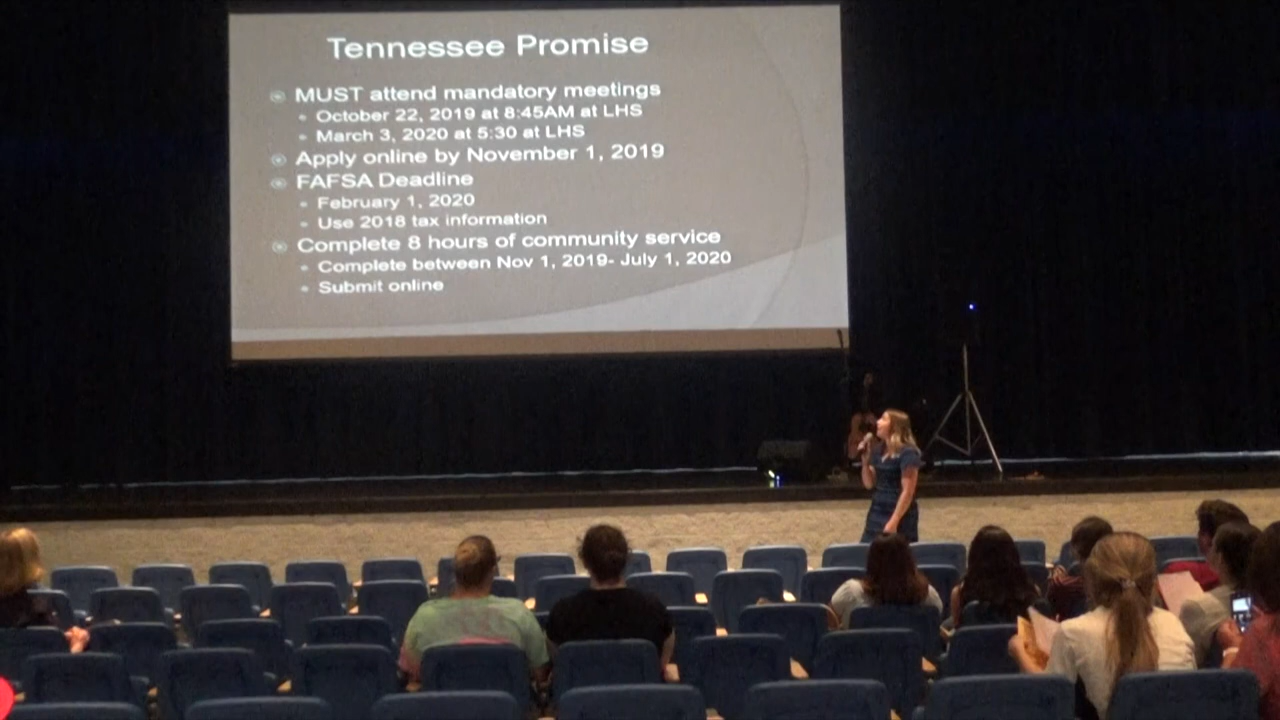 Tennessee Promise
MUST attend mandatory meetings
October 22, 2019 at 8:45AM at LHS
March 3, 2020 at 5:30 at LHS
Apply online by November 1, 2019
FAFSA Deadline
February 1, 2020
Use 2018 tax information
Complete 8 hours of community service
Complete between Nov 1, 2019- July 1, 2020
Submit online